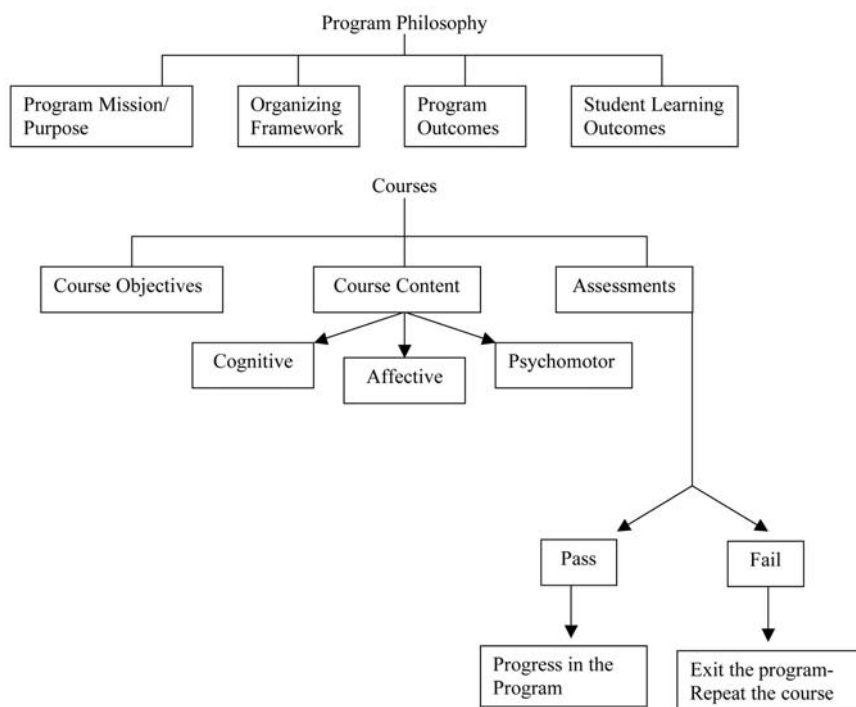 Program Philosophy
Program Mission/
Purpose
Organizing
Framework
Program
Outcomes
Student Learning
Outcomes
Courses
Course Objectives
Course Content
Assessments
Cognitive
Affective
Psychomotor
Pass
Fail
Progress in the
Program
Exit the program-
Repeat the course